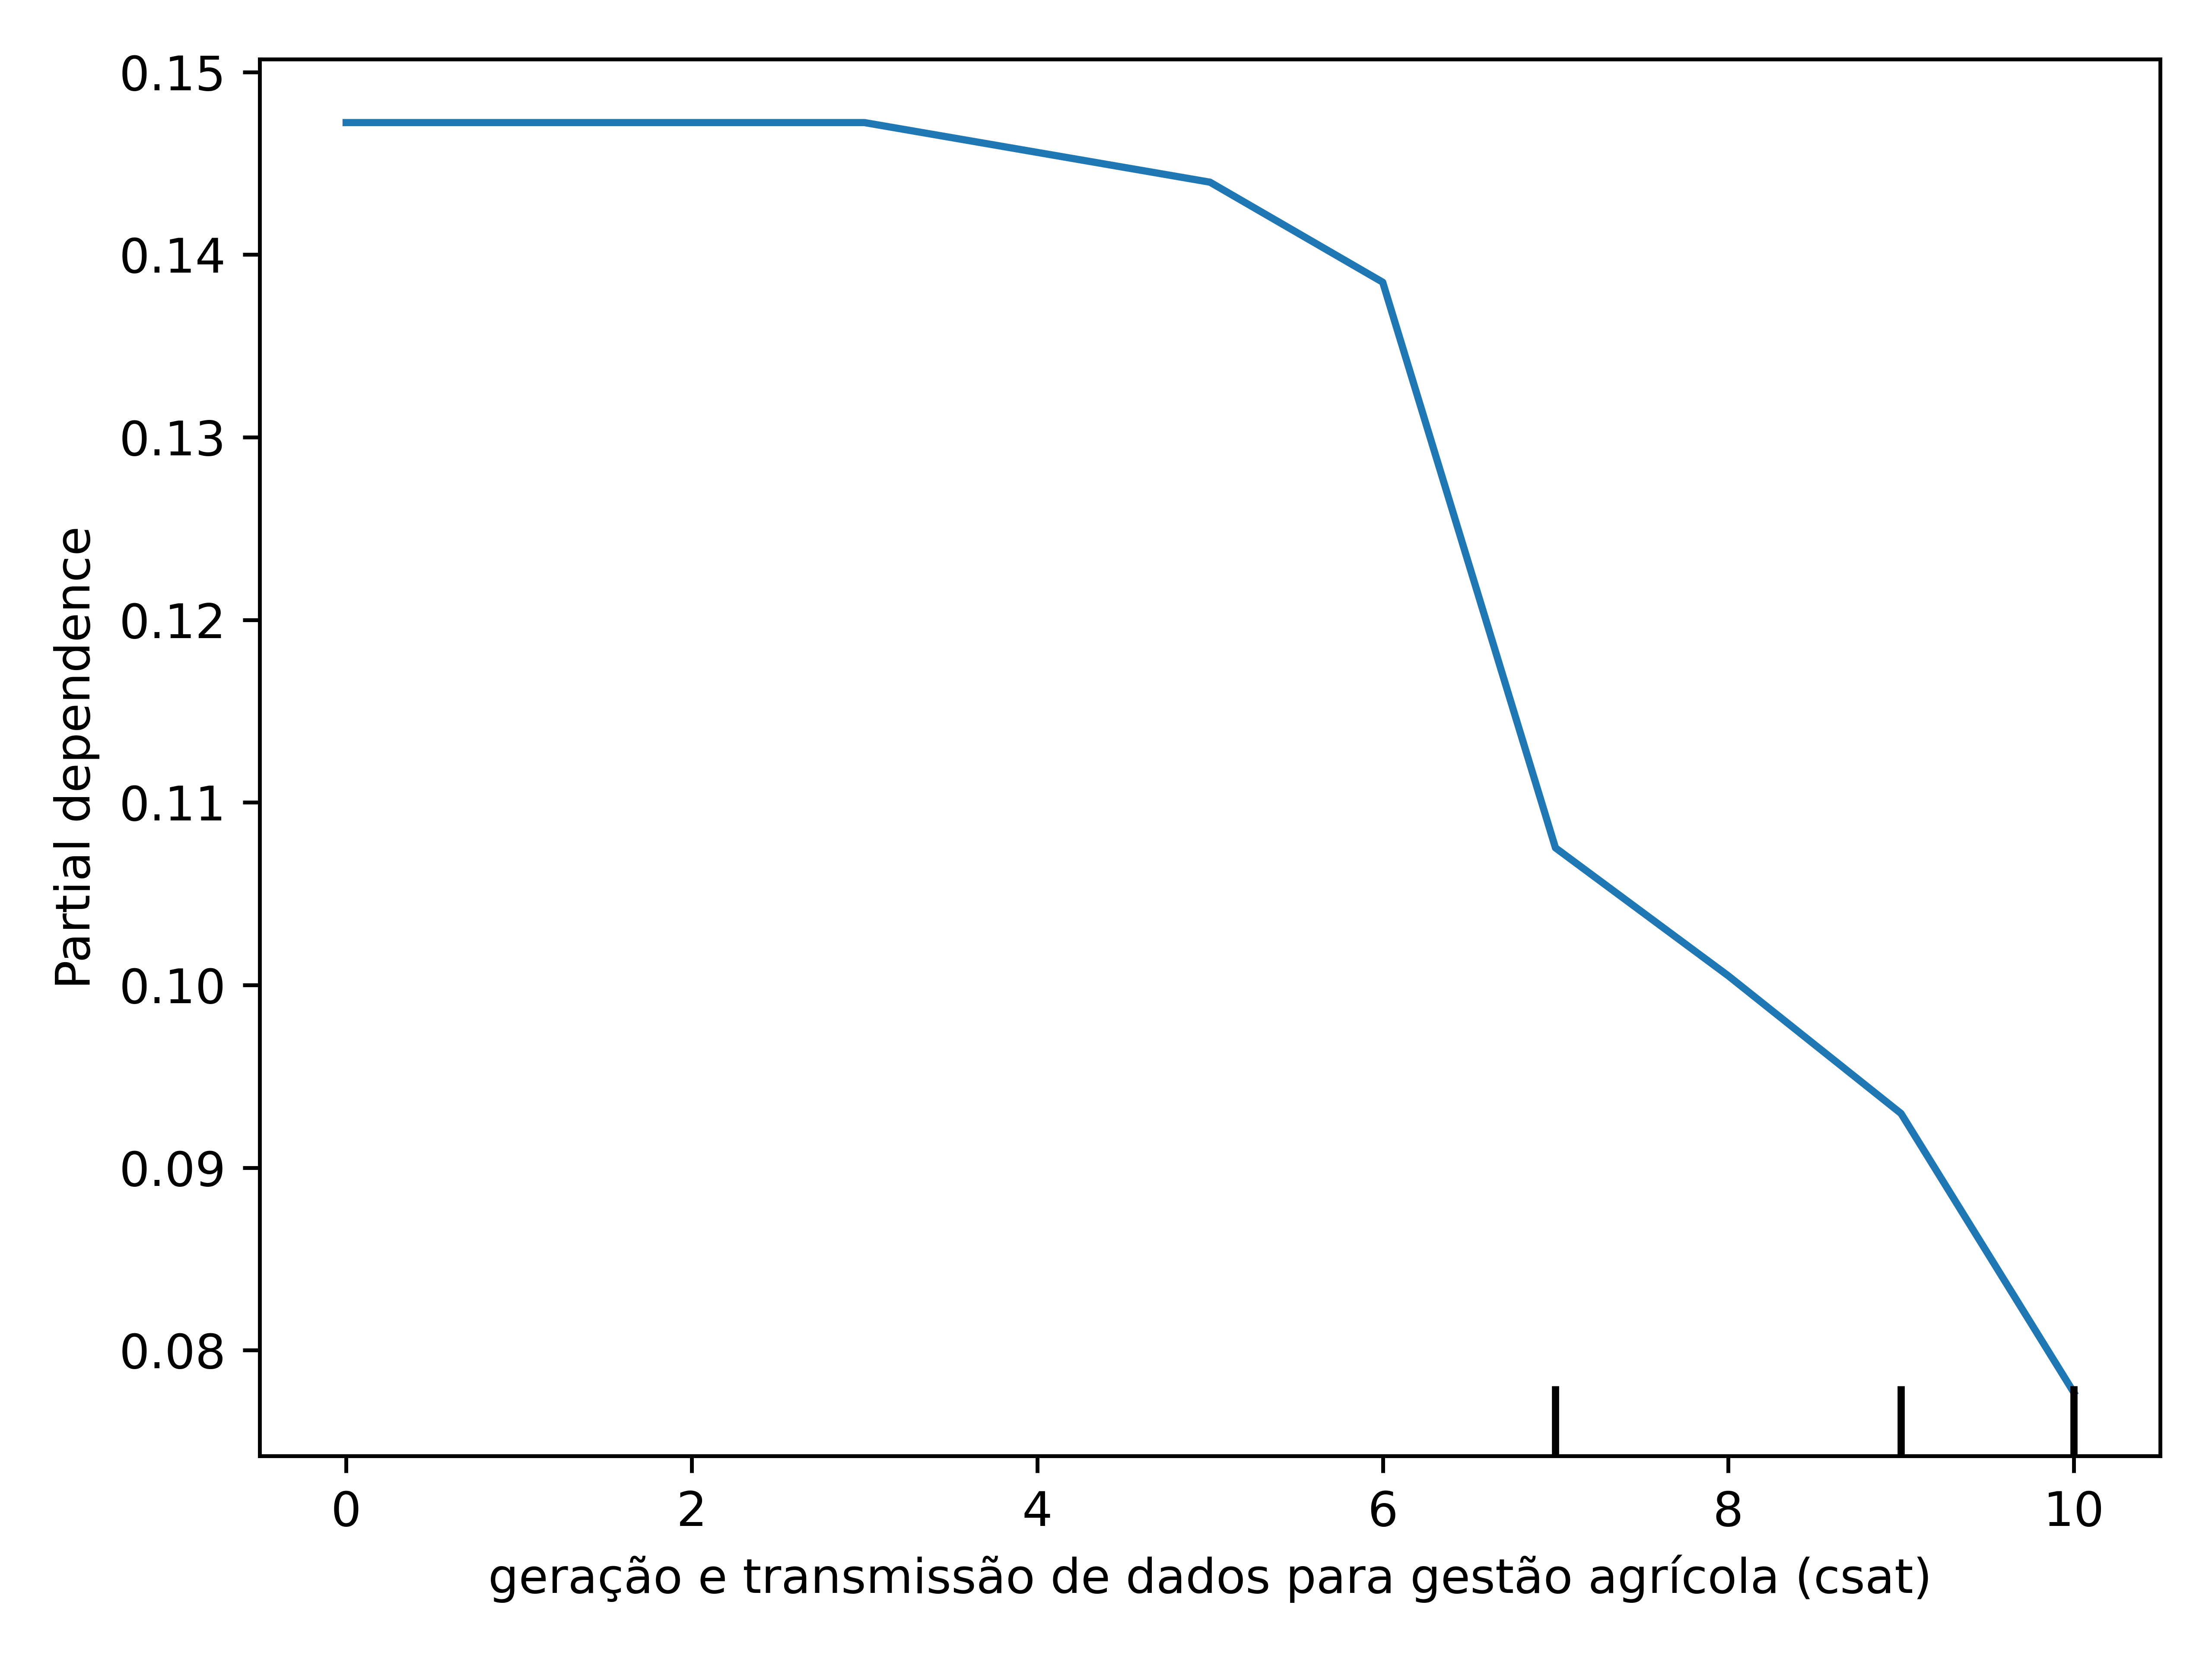 0.15
0.14
0.13
0.12
0.11
0.10
0.09
0.08
Partial dependence
0 2 4 6 8 10
geração e transmissão de dados para gestão agrícola (csat)